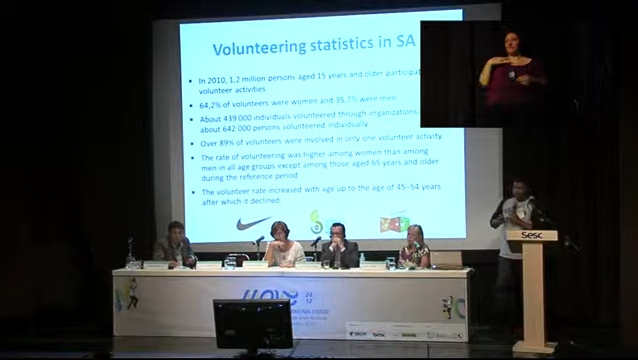 Volunteering statistics in SA
• In 2010, 1,2 million persons aged 15 years and older participat
volunteer activities.
• 64,2% of volunteers were women and 35,7% were men.
• About 439 000 individuals volunteered through organizations,
about 642 000 persons volunteered individually.
• Over 89% of volunteers were involved in only one volunteer activity.
• The rate of volunteering was higher among women than among
men in all age groups except among those aged 65 years and older
during the reference period
• The volunteer rate increased with age up to the age of 45–54 years
after which it declined.
Sesc
20
12